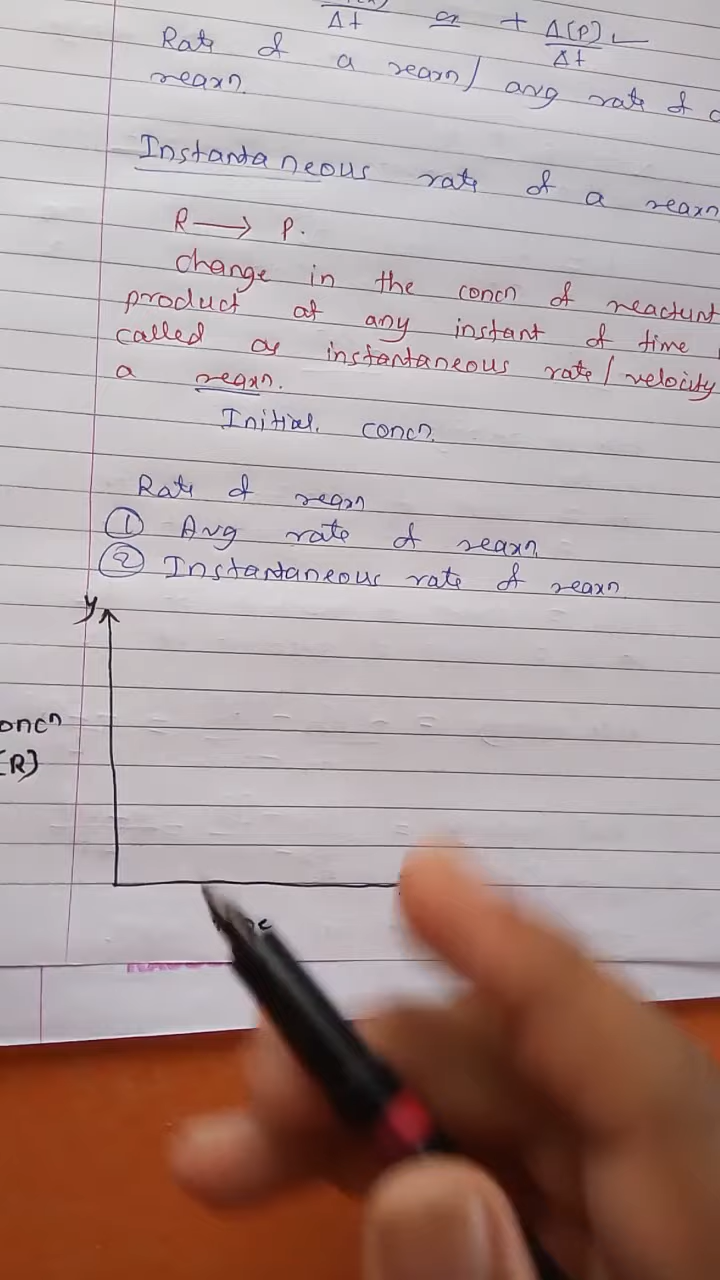 Δt or + Δ[P]
Δt
Rate of a reaxn/ avg rate of a
reaxn
Instantaneous rate of a reaxn
R → P.
change in the concn of reactunt
product at any instant of time
called as instantaneous rate/velocity
a reaxn.
Initial. concn.
Rate of reaxn
① Avg rate of reaxn
② Instantaneous rate of reaxn
y
oncn
[R]